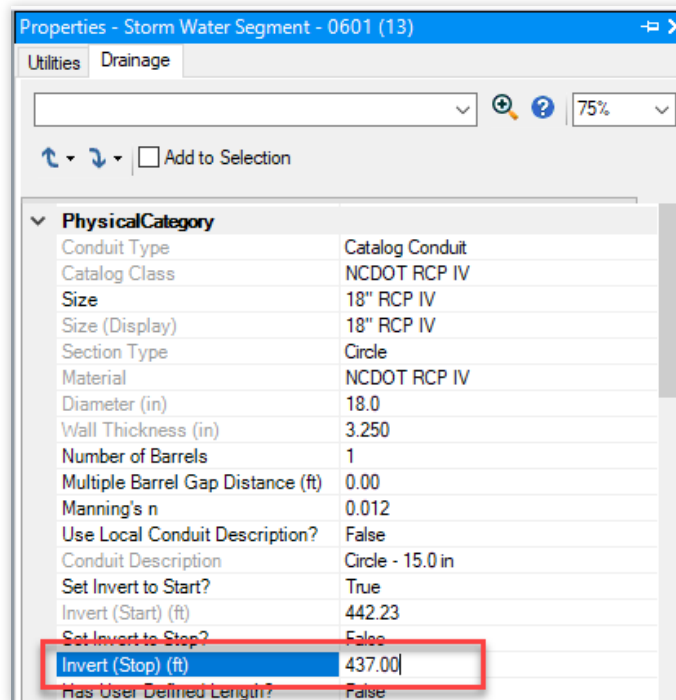 Properties - Storm Water Segment - 0601 (13)
Utilities Drainage
75%
Add to Selection
PhysicalCategory
Conduit Type Catalog Conduit
Catalog Class NCDOT RCP IV
Size 18" RCP IV
Size (Display) 18" RCP IV
Section Type Circle
Material NCDOT RCP IV
Diameter (in) 18.0
Wall Thickness (in) 3.250
Number of Barrels 1
Multiple Barrel Gap Distance (ft) 0.00
Manning's n 0.012
Use Local Conduit Description? False
Conduit Description Circle - 15.0 in
Set Invert to Start? True
Invert (Start) (ft) 442.23
Set Invert to Stop? False
Invert (Stop) (ft) 437.00
Has User Defined Length? False